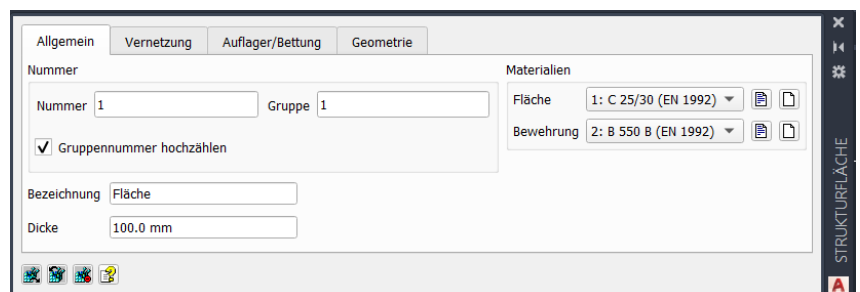 Allgemein Vernetzung Auflager/Bettung Geometrie
Nummer
Nummer 1 Gruppe 1
Gruppennummer hochzählen
Bezeichnung Fläche
Dicke 100.0 mm
Materialien
Fläche 1: C 25/30 (EN 1992)
Bewehrung 2: B 550 B (EN 1992)
STRUKTURFLÄCHE
A